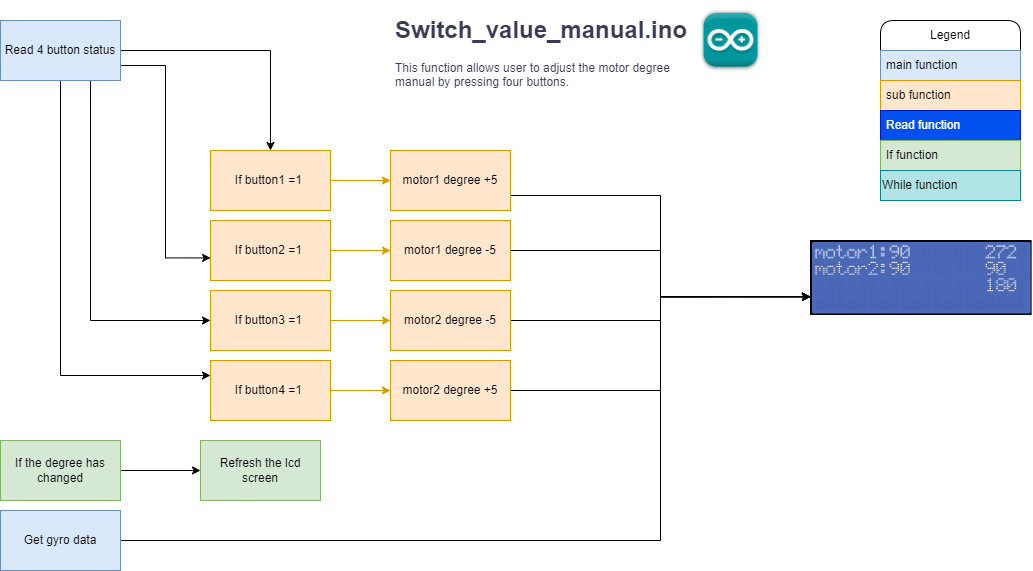 Switch_value_manual.ino
This function allows user to adjust the motor degree
manual by pressing four buttons.
Legend
main function
sub function
Read function
If function
While function
Read 4 button status
If button1 =1
motor1 degree +5
If button2 =1
motor1 degree -5
If button3 =1
motor2 degree -5
If button4 =1
motor2 degree +5
motor1:90 272
motor2:90 90
180
If the degree has
changed
Refresh the lcd
screen
Get gyro data